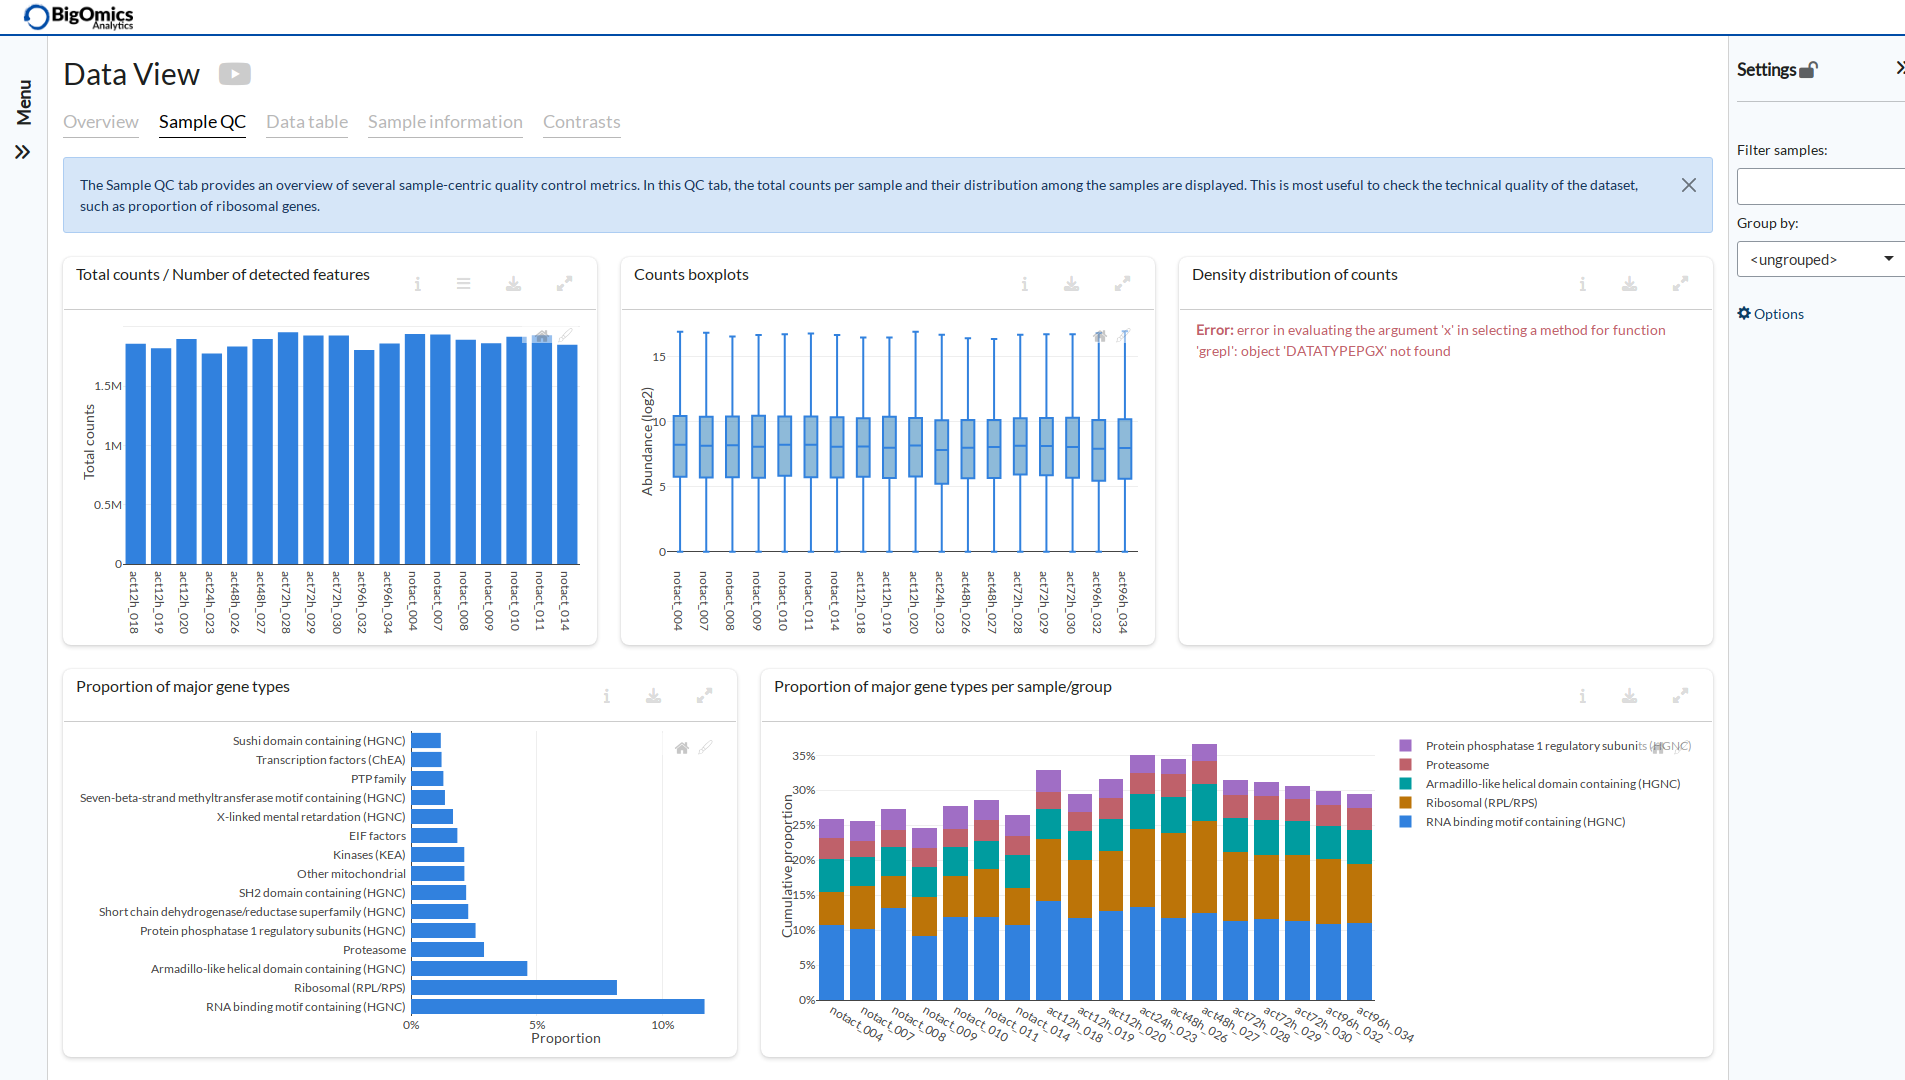 BigOmics
Analytics
Menu
Data View
Overview
Sample QC
Data table
Sample information
Contrasts
The Sample QC tab provides an overview of several sample-centric quality control metrics. In this QC tab, the total counts per sample and their distribution among the samples are displayed. This is most useful to check the technical quality of the dataset,
such as proportion of ribosomal genes.
Settings
Filter samples:
Group by:
<ungrouped>
Options
Total counts / Number of detected features
Total counts
1.5M
1M
0.5M
0
act12h_018
act12h_019
act12h_020
act24h_023
act48h_026
act48h_027
act72h_028
act72h_029
act72h_030
act96h_032
act96h_034
notact_004
notact_007
notact_008
notact_009
notact_010
notact_011
notact_014
Counts boxplots
Abundance (log2)
15
10
5
0
notact_004
notact_007
notact_008
notact_009
notact_010
notact_011
notact_014
act12h_018
act12h_019
act12h_020
act24h_023
act48h_026
act48h_027
act72h_028
act72h_029
act72h_030
act96h_032
act96h_034
Density distribution of counts
Error: error in evaluating the argument 'x' in selecting a method for function
'grepl': object 'DATATYPEPGX' not found
Proportion of major gene types
Sushi domain containing (HGNC)
Transcription factors (ChEA)
PTP family
Seven-beta-strand methyltransferase motif containing (HGNC)
X-linked mental retardation (HGNC)
EIF factors
Kinases (KEA)
Other mitochondrial
SH2 domain containing (HGNC)
Short chain dehydrogenase/reductase superfamily (HGNC)
Protein phosphatase 1 regulatory subunits (HGNC)
Proteasome
Armadillo-like helical domain containing (HGNC)
Ribosomal (RPL/RPS)
RNA binding motif containing (HGNC)
0%
5%
10%
Proportion
Proportion of major gene types per sample/group
Cumulative proportion
35%
30%
25%
20%
15%
10%
5%
0%
notact_004
notact_007
notact_008
notact_009
notact_010
notact_011
notact_014
act12h_018
act12h_019
act12h_020
act24h_023
act48h_026
act48h_027
act72h_028
act72h_029
act72h_030
act96h_032
act96h_034
Protein phosphatase 1 regulatory subunits (HGNC)
Proteasome
Armadillo-like helical domain containing (HGNC)
Ribosomal (RPL/RPS)
RNA binding motif containing (HGNC)